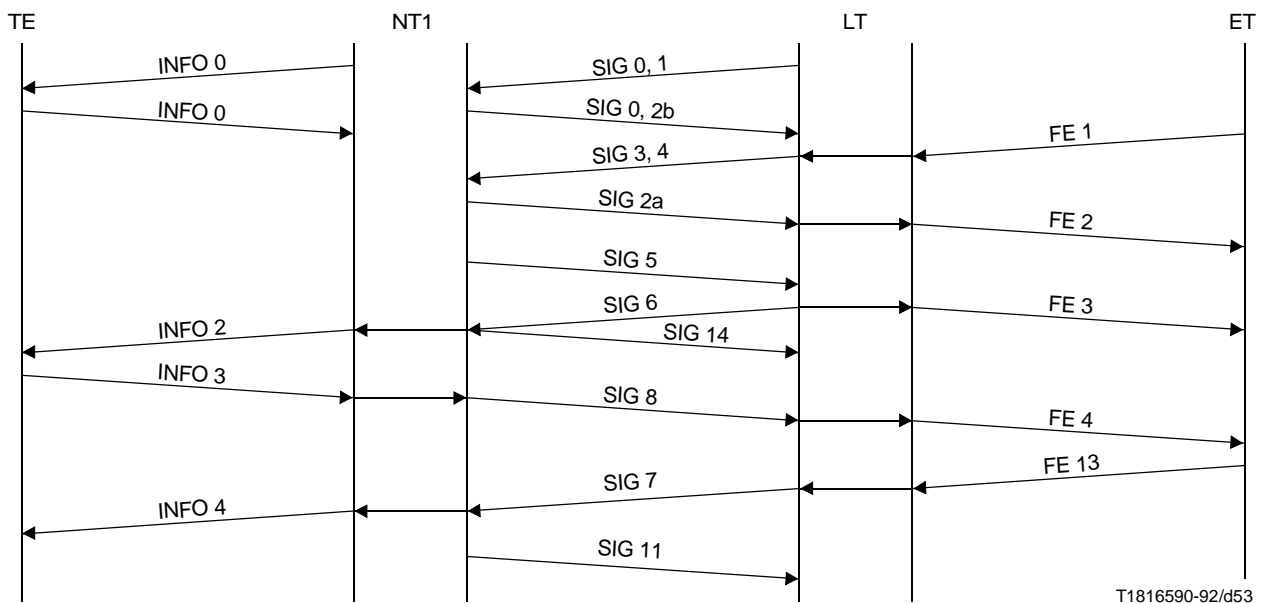 TE
NT1
LT
ET
INFO 0
SIG 0, 1
INFO 0
SIG 0, 2b
FE 1
SIG 3, 4
SIG 2a
FE 2
SIG 5
SIG 6
FE 3
INFO 2
SIG 14
INFO 3
SIG 8
FE 4
FE 13
SIG 7
INFO 4
SIG 11
T1816590-92/d53